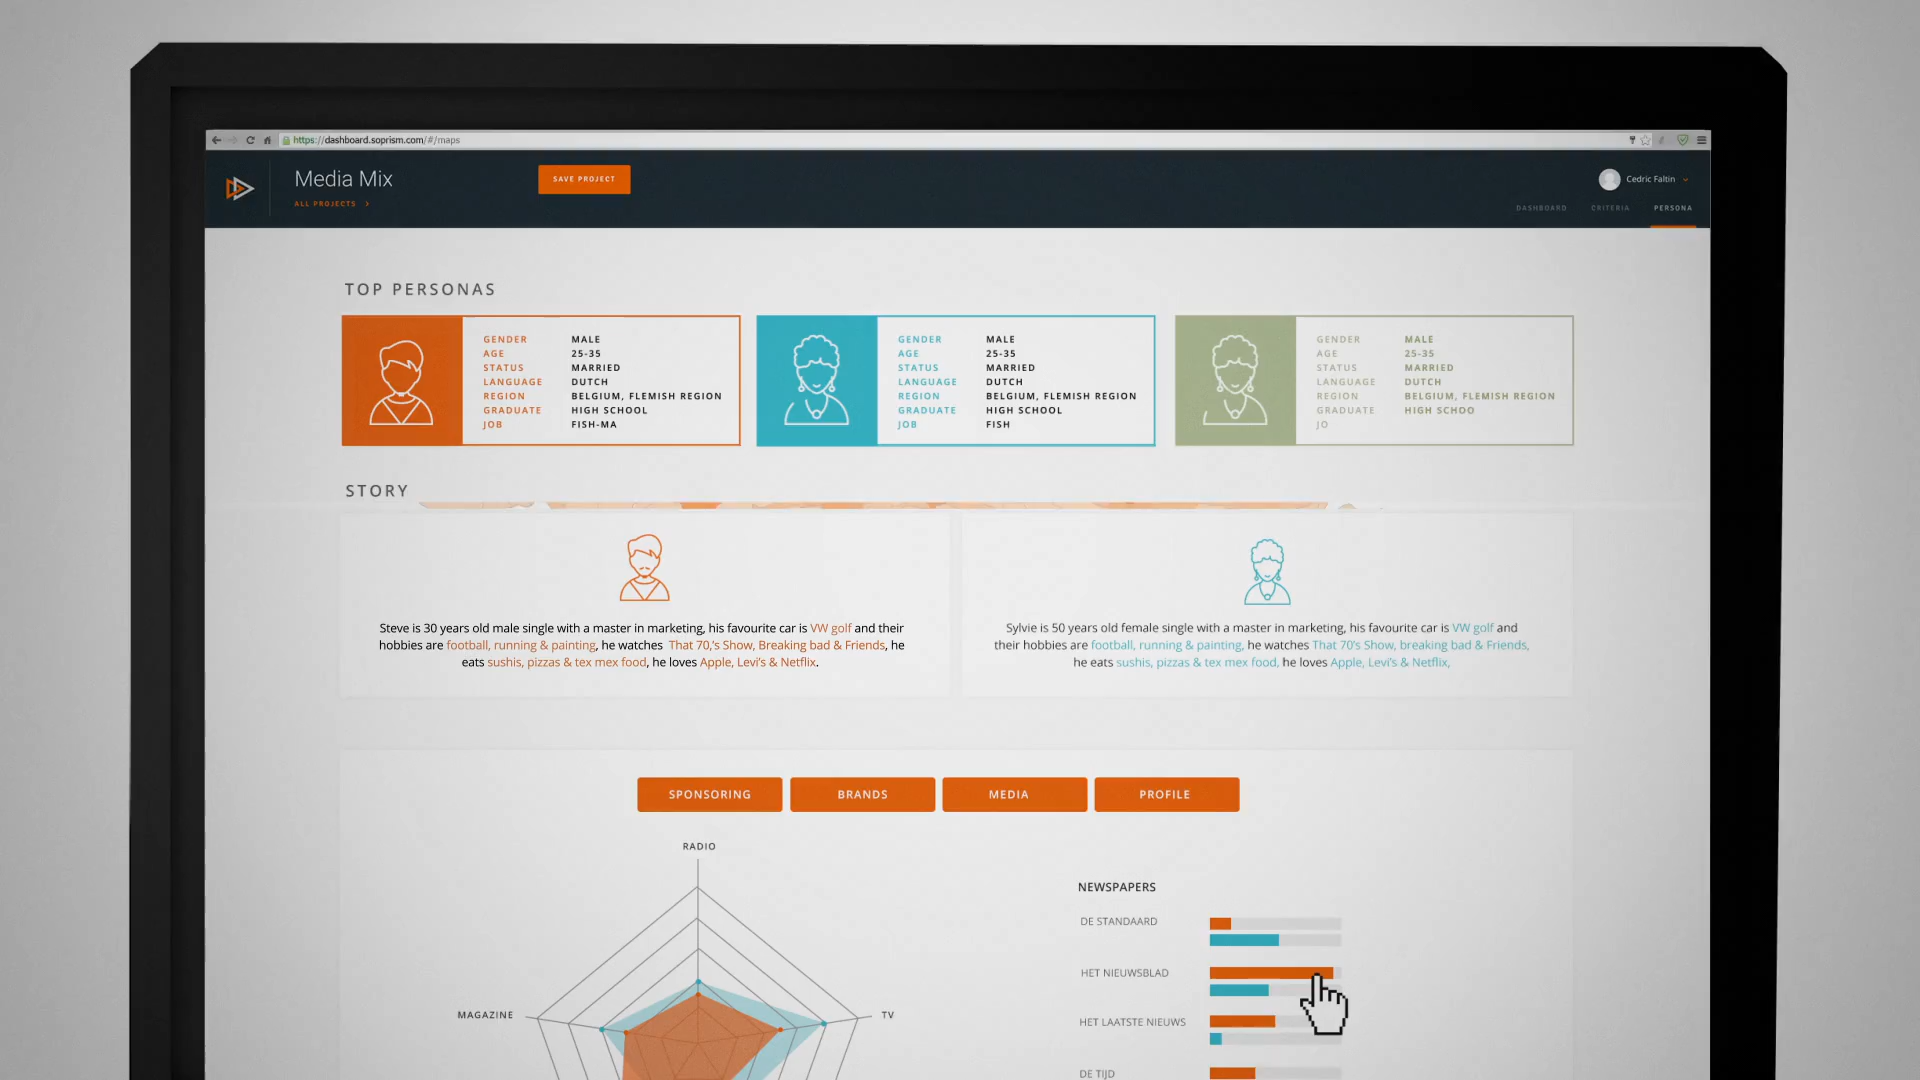 https://dashboard.soprism.com/#/maps
Media Mix
SAVE PROJECT
Cedric Faltin
ALL PROJECTS >
DASHBOARD
CRITERIA
PERSONA
TOP PERSONAS
GENDER MALE
AGE 25-35
STATUS MARRIED
LANGUAGE DUTCH
REGION BELGIUM, FLEMISH REGION
GRADUATE HIGH SCHOOL
JOB FISH-MA
GENDER MALE
AGE 25-35
STATUS MARRIED
LANGUAGE DUTCH
REGION BELGIUM, FLEMISH REGION
GRADUATE HIGH SCHOOL
JOB FISH
GENDER MALE
AGE 25-35
STATUS MARRIED
LANGUAGE DUTCH
REGION BELGIUM, FLEMISH REGION
GRADUATE HIGH SCHOO
JO
STORY
Steve is 30 years old male single with a master in marketing, his favourite car is VW golf and their
hobbies are football, running & painting, he watches That 70,'s Show, Breaking bad & Friends, he
eats sushis, pizzas & tex mex food, he loves Apple, Levi's & Netflix.
Sylvie is 50 years old female single with a master in marketing, his favourite car is VW golf and
their hobbies are football, running & painting, he watches That 70's Show, breaking bad & Friends,
he eats sushis, pizzas & tex mex food, he loves Apple, Levi's & Netflix,
SPONSORING
BRANDS
MEDIA
PROFILE
RADIO
MAGAZINE
TV
NEWSPAPERS
DE STANDAARD
HET NIEUWSBLAD
HET LAATSTE NIEUWS
DE TIJD